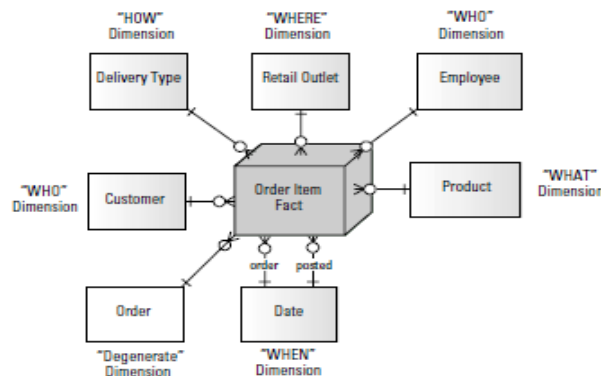 "HOW"
Dimension
"WHERE"
Dimension
"WHO"
Dimension
Delivery Type
Retail Outlet
Employee
"WHO"
Dimension
Customer
Order Item
Fact
Product
"WHAT"
Dimension
order
posted
Order
Date
"Degenerate"
Dimension
"WHEN"
Dimension